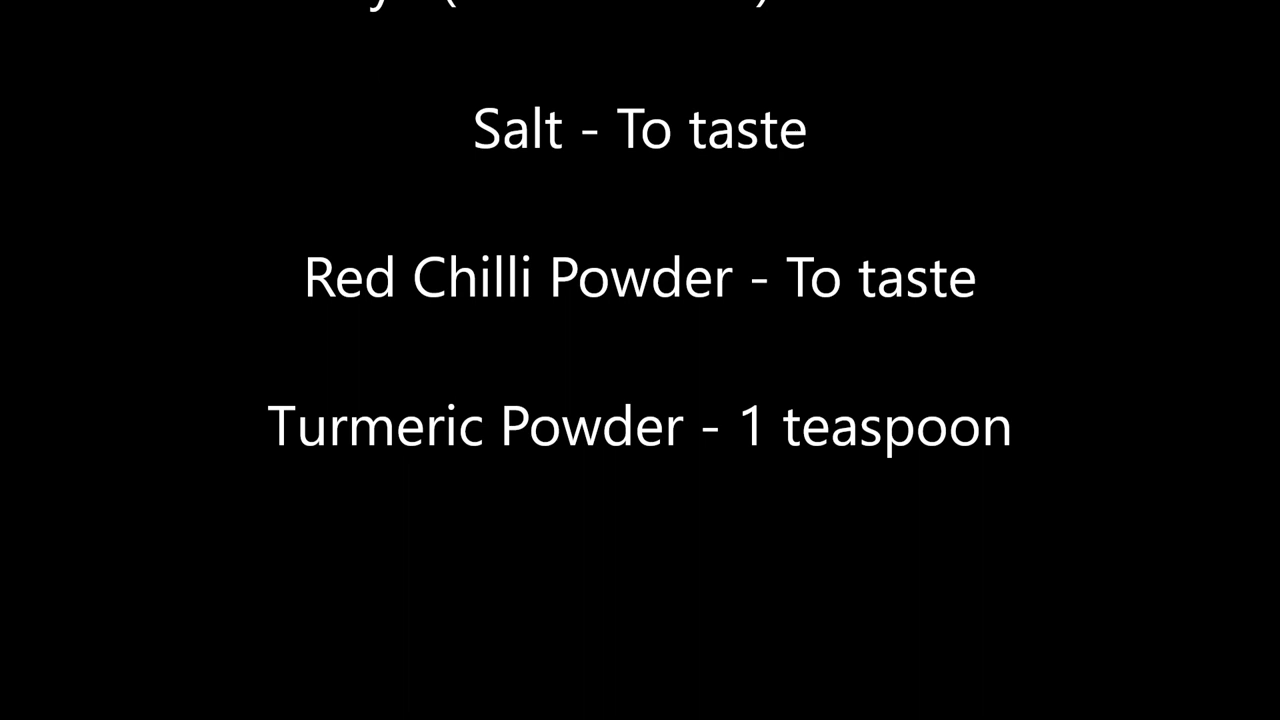 Salt - To taste
Red Chilli Powder - To taste
Turmeric Powder - 1 teaspoon